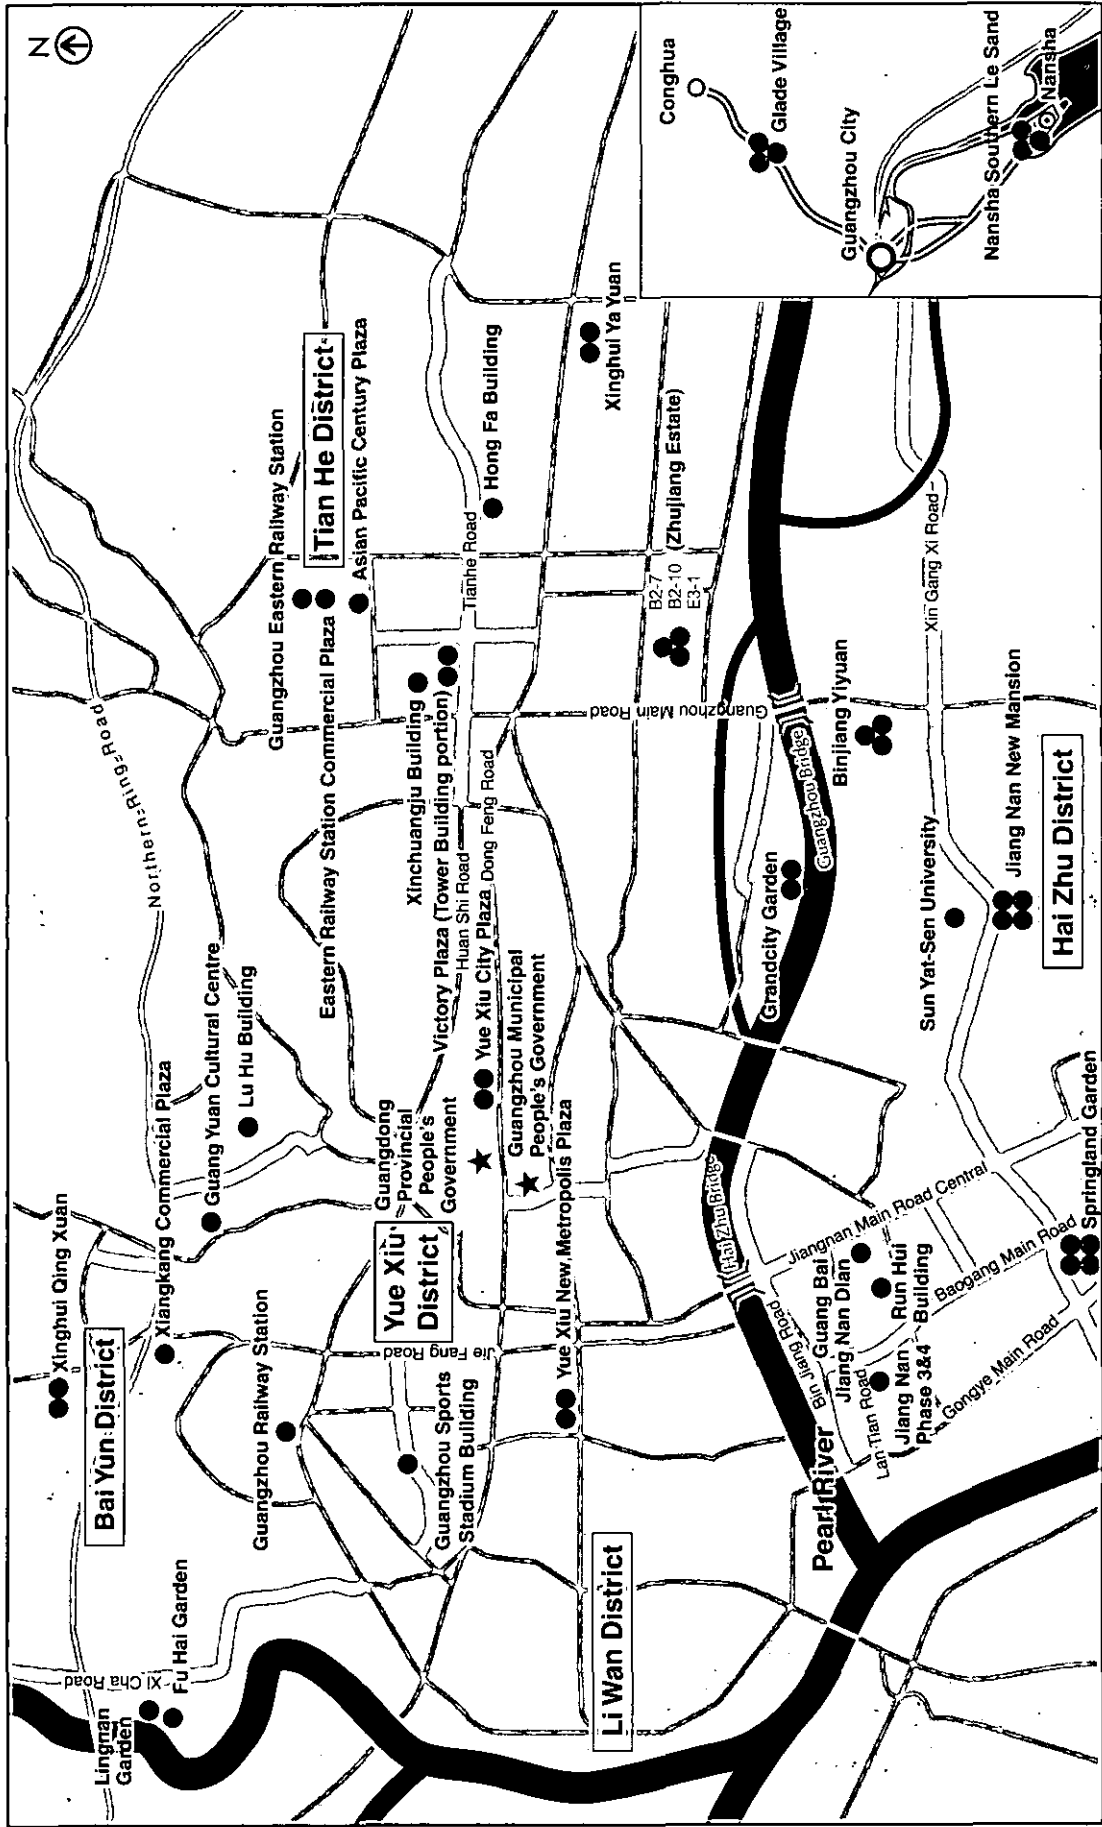 N
Xinghui Qing Xuan
Bai Yun District
Lingnan
Garden
Fu Hai Garden
Xi Cha Road
Xiangkang Commercial Plaza
Northern Ring Road
Guang Yuan Cultural Centre
Lu Hu Building
Guangzhou Railway Station
Guangzhou Eastern Railway Station
Tian He District
Eastern Railway Station Commercial Plaza
Asian Pacific Century Plaza
Guangdong
Provincial
People's
Government
Yue Xiu
District
Jie Fang Road
Guangzhou Sports
Stadium Building
Xinchuangju Building
Victory Plaza (Tower Building portion)
Huan Shi Road
Tianhe Road
Hong Fa Building
Yue Xiu City Plaza
Dong Feng Road
Guangzhou Municipal
People's Government
Yue Xiu New Metropolis Plaza
Xinghui Ya Yuan
Li Wan District
Guangzhou Main Road
B2-7
B2-10 (Zhujiang Estate)
E3-1
Hai Zhu Bridge
Grandcity Garden
Guangzhou Bridge
Pearl River
Bin Jiang Road
Jiangnan Main Road Central
Guang Bai
Jiang Nan Dian
Lan Tian Road
Run Hui
Building
Jiang Nan
Phase 3&4
Baogang Main Road
Gongye Main Road
Springland Garden
Binjiang Yiyuan
Sun Yat-Sen University
Xin Gang Xi Road
Jiang Nan New Mansion
Hai Zhu District
Conghua
Glade Village
Guangzhou City
Nansha Southern Le Sand
Nansha